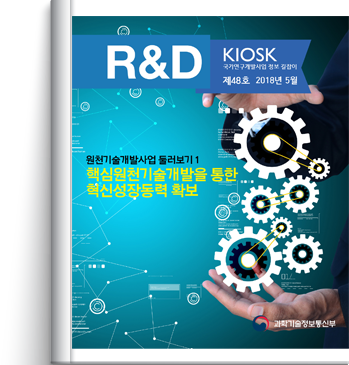 R&D
KIOSK
국가연구개발사업 정보 길잡이
제48호 2018년 5월
원천기술개발사업 둘러보기 1
핵심원천기술개발을 통한
혁신성장동력 확보
과학기술정보통신부